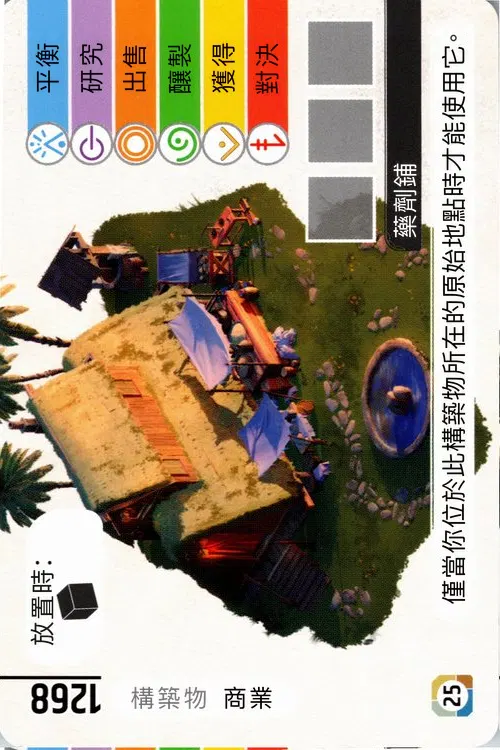 1268
構築物 商業
放置時：
平衡
研究
出售
釀製
獲得
對決
藥劑鋪
僅當你位於此構築物所在的原始地點時才能使用它。
25